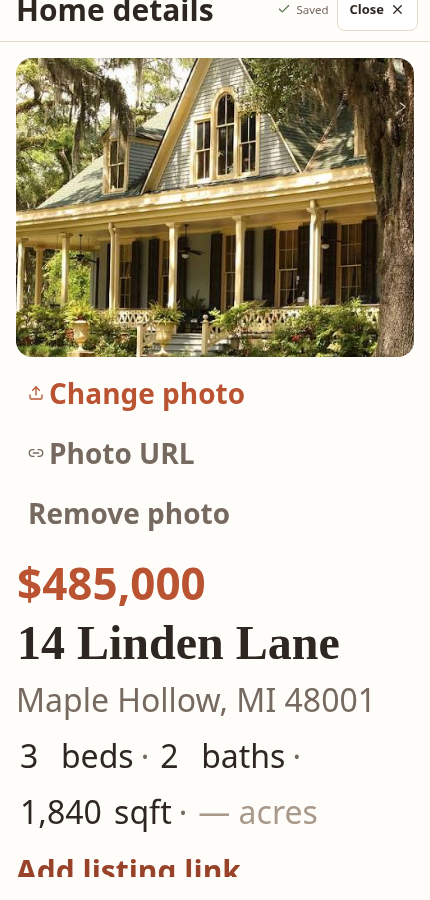 Home details
Saved
Close
Change photo
Photo URL
Remove photo
$485,000
14 Linden Lane
Maple Hollow, MI 48001
3 beds · 2 baths ·
1,840 sqft · — acres
Add listing link